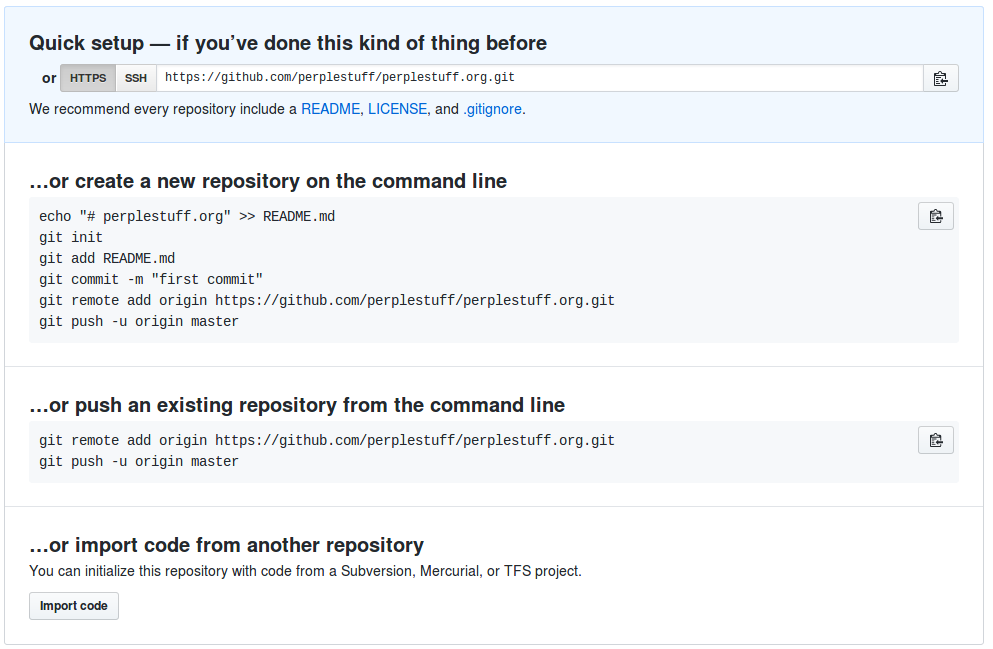 Quick setup — if you’ve done this kind of thing before
or HTTPS SSH https://github.com/perplestuff/perplestuff.org.git
We recommend every repository include a README, LICENSE, and .gitignore.
…or create a new repository on the command line
echo "# perplestuff.org" >> README.md
git init
git add README.md
git commit -m "first commit"
git remote add origin https://github.com/perplestuff/perplestuff.org.git
git push -u origin master
…or push an existing repository from the command line
git remote add origin https://github.com/perplestuff/perplestuff.org.git
git push -u origin master
…or import code from another repository
You can initialize this repository with code from a Subversion, Mercurial, or TFS project.
Import code